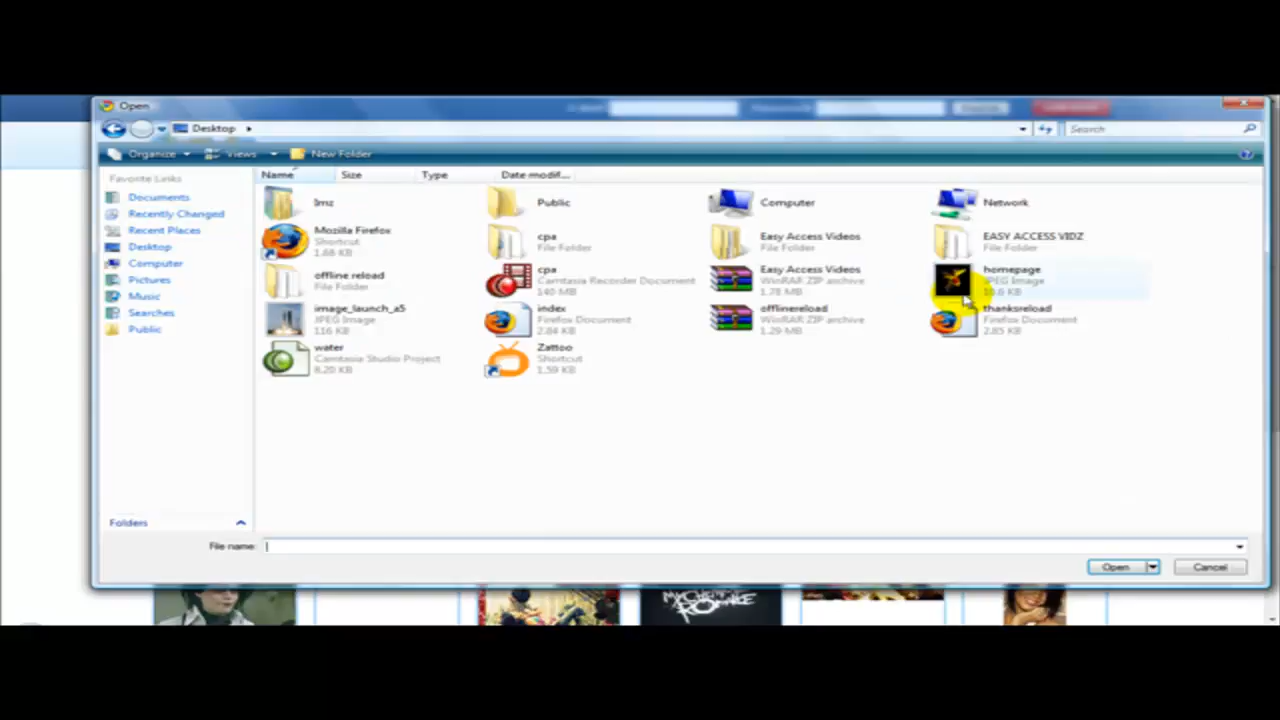 Open
Desktop
Search
Organize
Views
New Folder
Favorite Links
Name
Size
Type
Date modif...
Documents
Recently Changed
Recent Places
Desktop
Computer
Pictures
Music
Searches
Public
Folders
Public
Computer
Network
Mozilla Firefox
Shortcut
1.68 KB
cpa
File Folder
Easy Access Videos
File Folder
EASY ACCESS VIDZ
File Folder
offline reload
File Folder
cpa
Camtasia Recorder Document
140 MB
Easy Access Videos
WinRAR ZIP archive
1.78 MB
homepage
JPEG Image
10.6 KB
image_launch_a5
JPEG Image
116 KB
index
Firefox Document
2.84 KB
offlinereload
WinRAR ZIP archive
1.29 MB
thanksreload
Firefox Document
2.85 KB
water
Camtasia Studio Project
8.20 KB
Zattoo
Shortcut
1.59 KB
File name:
Open
Cancel